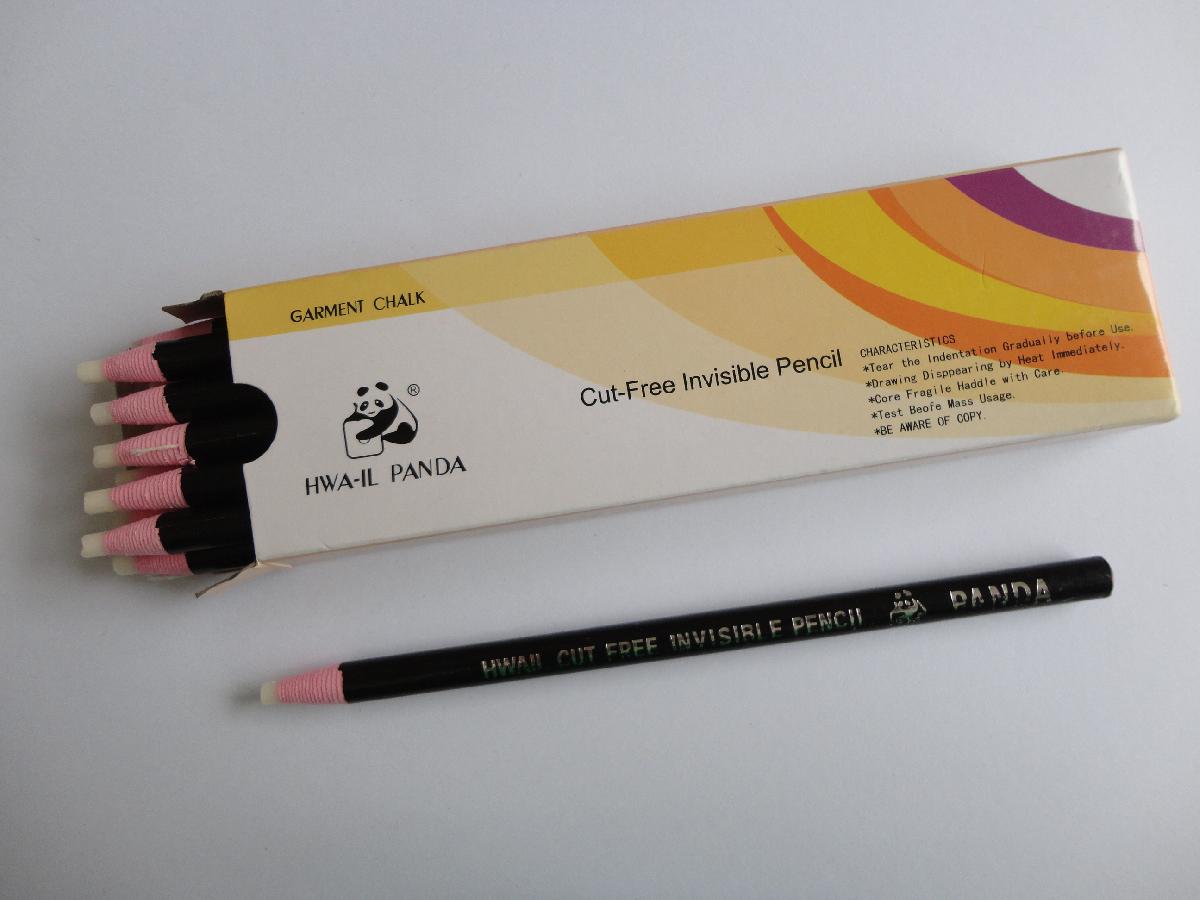 GARMENT CHALK
®
HWA-IL PANDA
Cut-Free Invisible Pencil
CHARACTERISTICS
*Tear the Indentation Gradually before Use.
*Drawing Disppearing by Heat Immediately.
*Core Fragile Haddle with Care.
*Test Beofe Mass Usage.
*BE AWARE OF COPY.
HWAIL CUT FREE INVISIBLE PENCIL PANDA